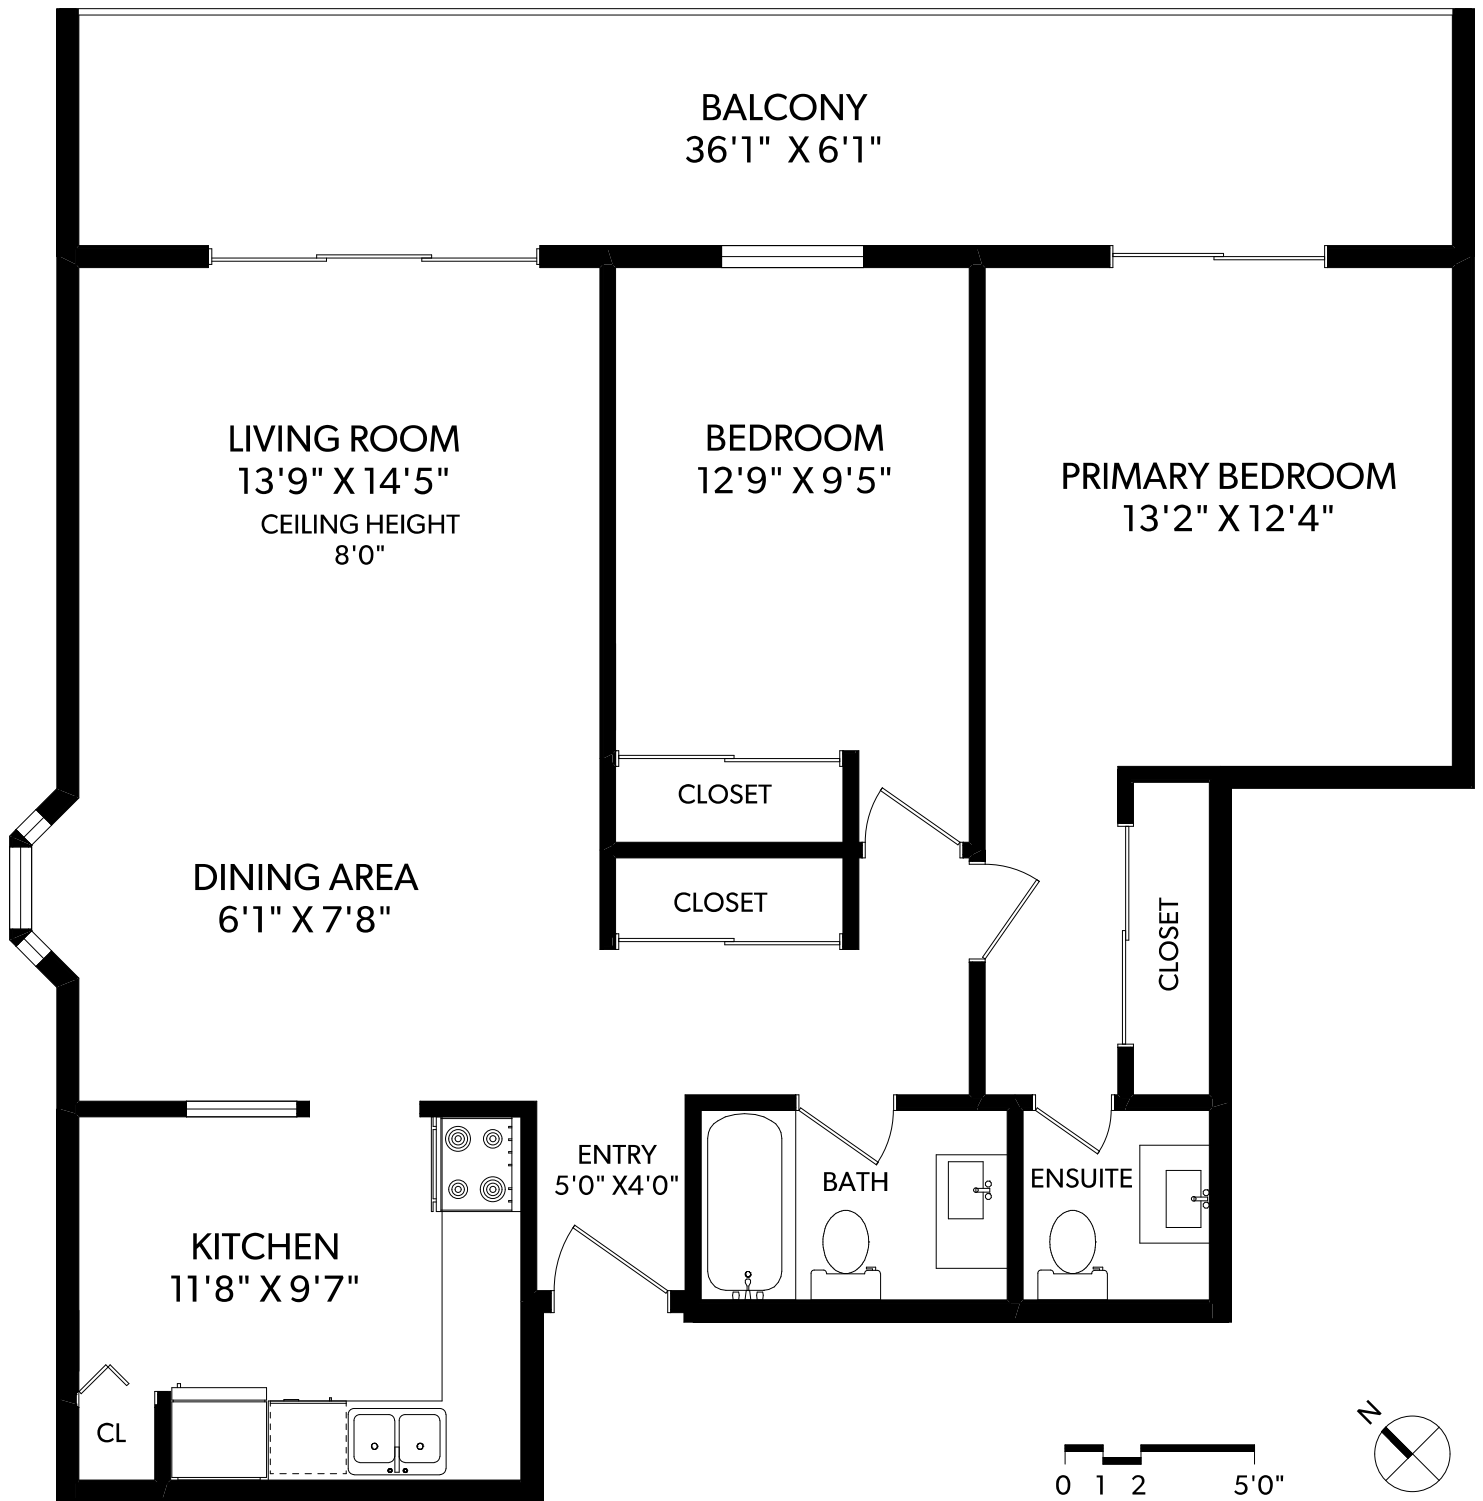 BALCONY
36'1" X 6'1"
LIVING ROOM
13'9" X 14'5"
CEILING HEIGHT
8'0"
BEDROOM
12'9" X 9'5"
PRIMARY BEDROOM
13'2" X 12'4"
CLOSET
DINING AREA
6'1" X 7'8"
CLOSET
CLOSET
ENTRY
5'0" X4'0"
BATH
ENSUITE
KITCHEN
11'8" X 9'7"
CL
N
0 1 2 5'0"